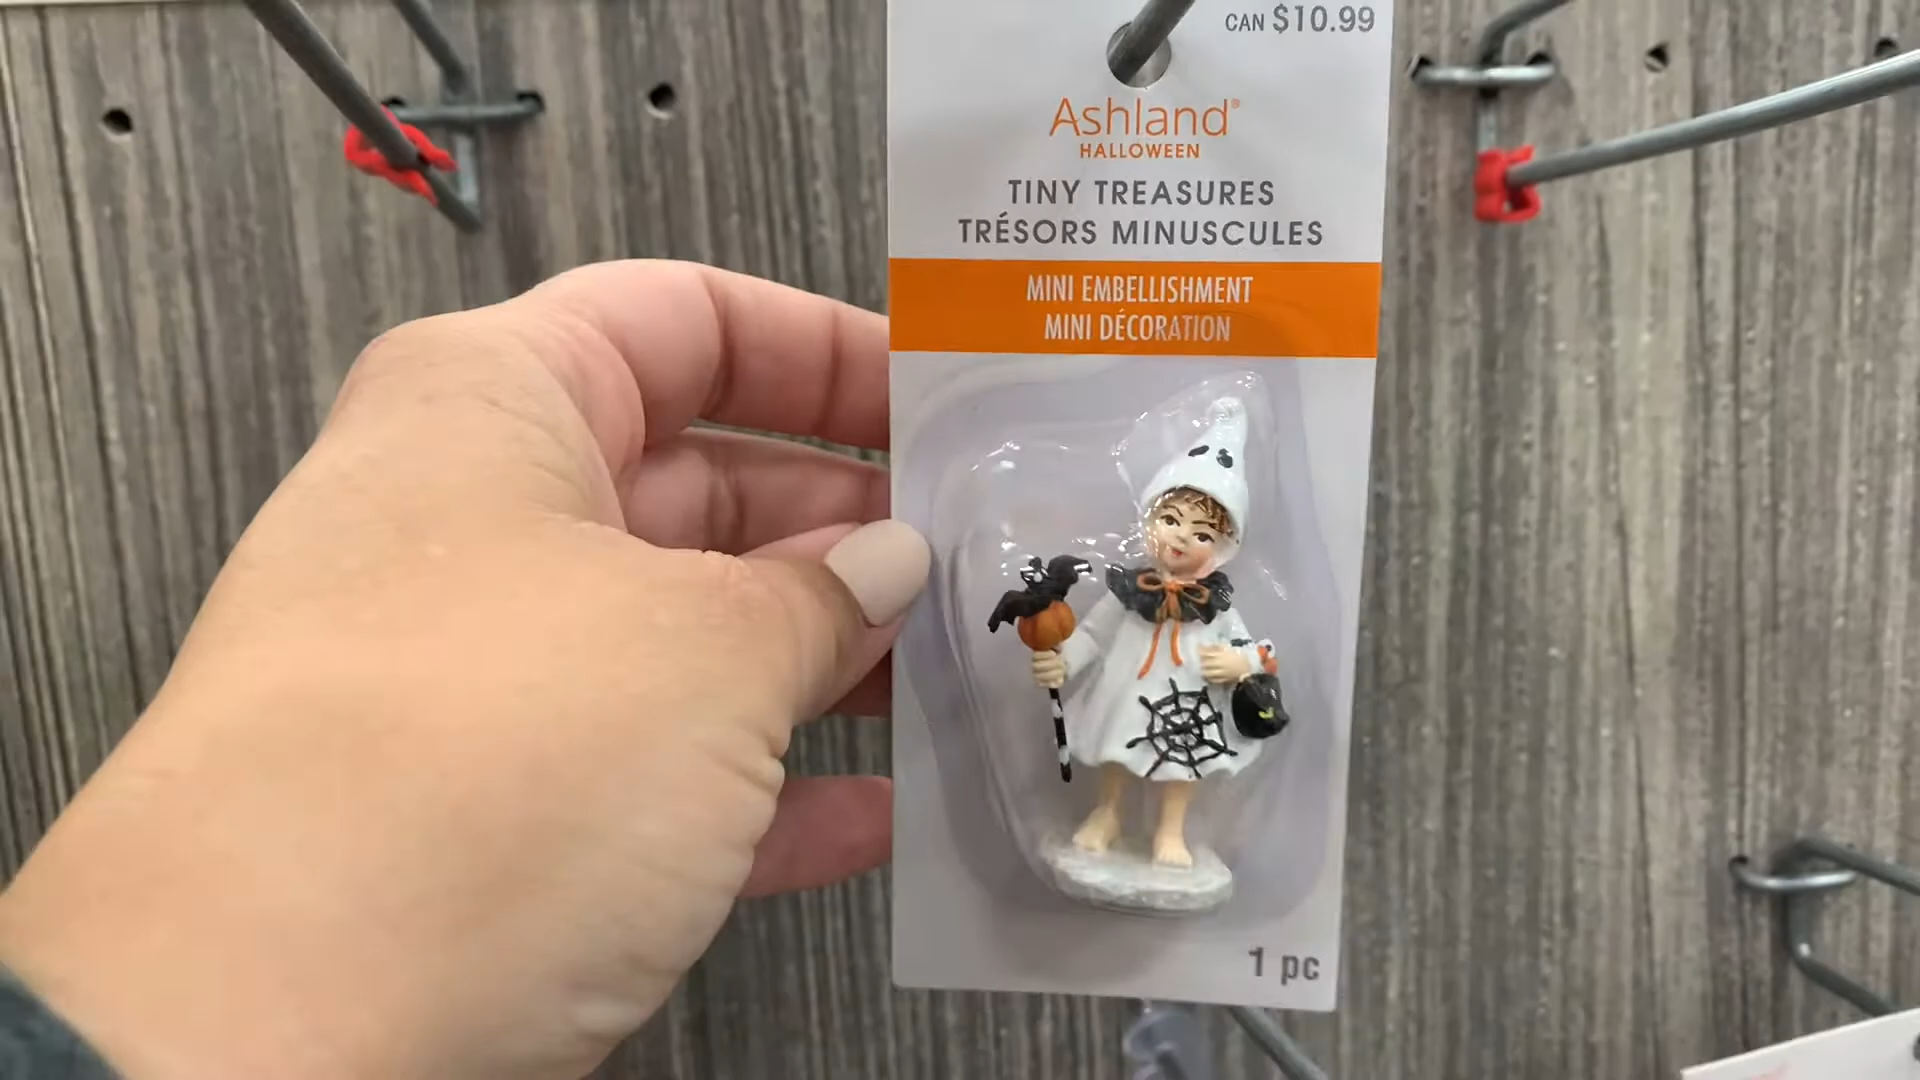 CAN $10.99
Ashland®
HALLOWEEN
TINY TREASURES
TRÉSORS MINUSCULES
MINI EMBELLISHMENT
MINI DÉCORATION
1 pc